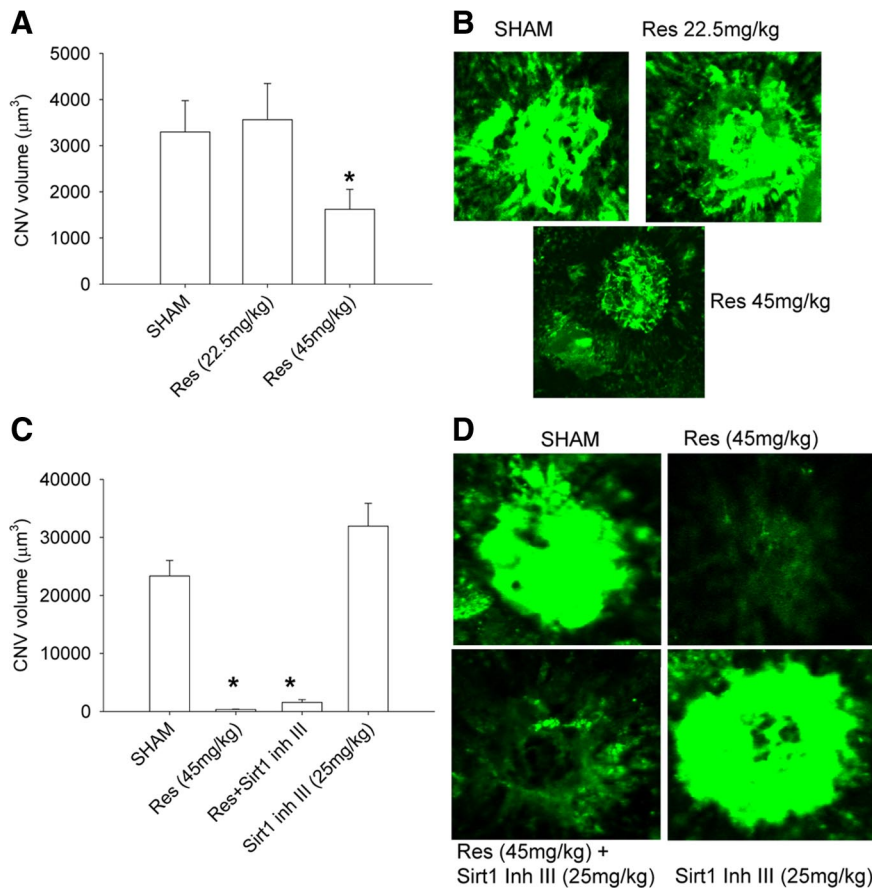 A
CNV volume (μm³)
5000
4000
3000
2000
1000
0
*
SHAM
Res (22.5mg/kg)
Res (45mg/kg)
B
SHAM
Res 22.5mg/kg
Res 45mg/kg
C
CNV volume (μm³)
40000
30000
20000
10000
0
*
*
SHAM
Res (45mg/kg)
Res+Sirt1 inh III
Sirt1 inh III (25mg/kg)
D
SHAM
Res (45mg/kg)
Res (45mg/kg) +
Sirt1 Inh III (25mg/kg)
Sirt1 Inh III (25mg/kg)